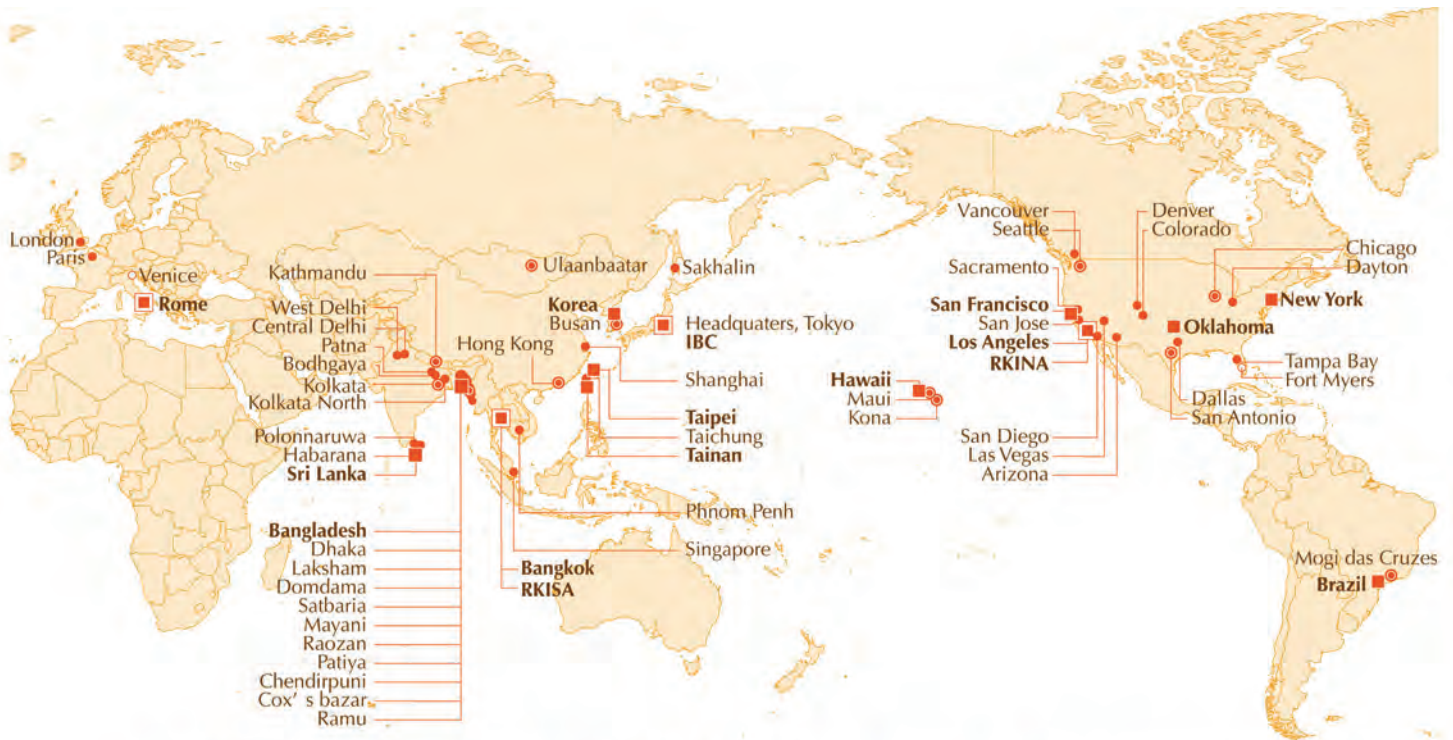 London
Paris
Venice
Rome
Kathmandu
West Delhi
Central Delhi
Patna
Bodhgaya
Kolkata
Kolkata North
Polonnaruwa
Habarana
Sri Lanka
Bangladesh
Dhaka
Laksham
Domdama
Satbaria
Mayani
Raozan
Patiya
Chendirpuni
Cox’ s bazar
Ramu
Ulaanbaatar
Sakhalin
Korea
Busan
Headquaters, Tokyo
IBC
Hong Kong
Shanghai
Taipei
Taichung
Tainan
Phnom Penh
Singapore
Bangkok
RKISA
Vancouver
Seattle
Sacramento
San Francisco
San Jose
Los Angeles
RKINA
Hawaii
Maui
Kona
San Diego
Las Vegas
Arizona
Denver
Colorado
Chicago
Dayton
New York
Oklahoma
Tampa Bay
Fort Myers
Dallas
San Antonio
Mogi das Cruzes
Brazil